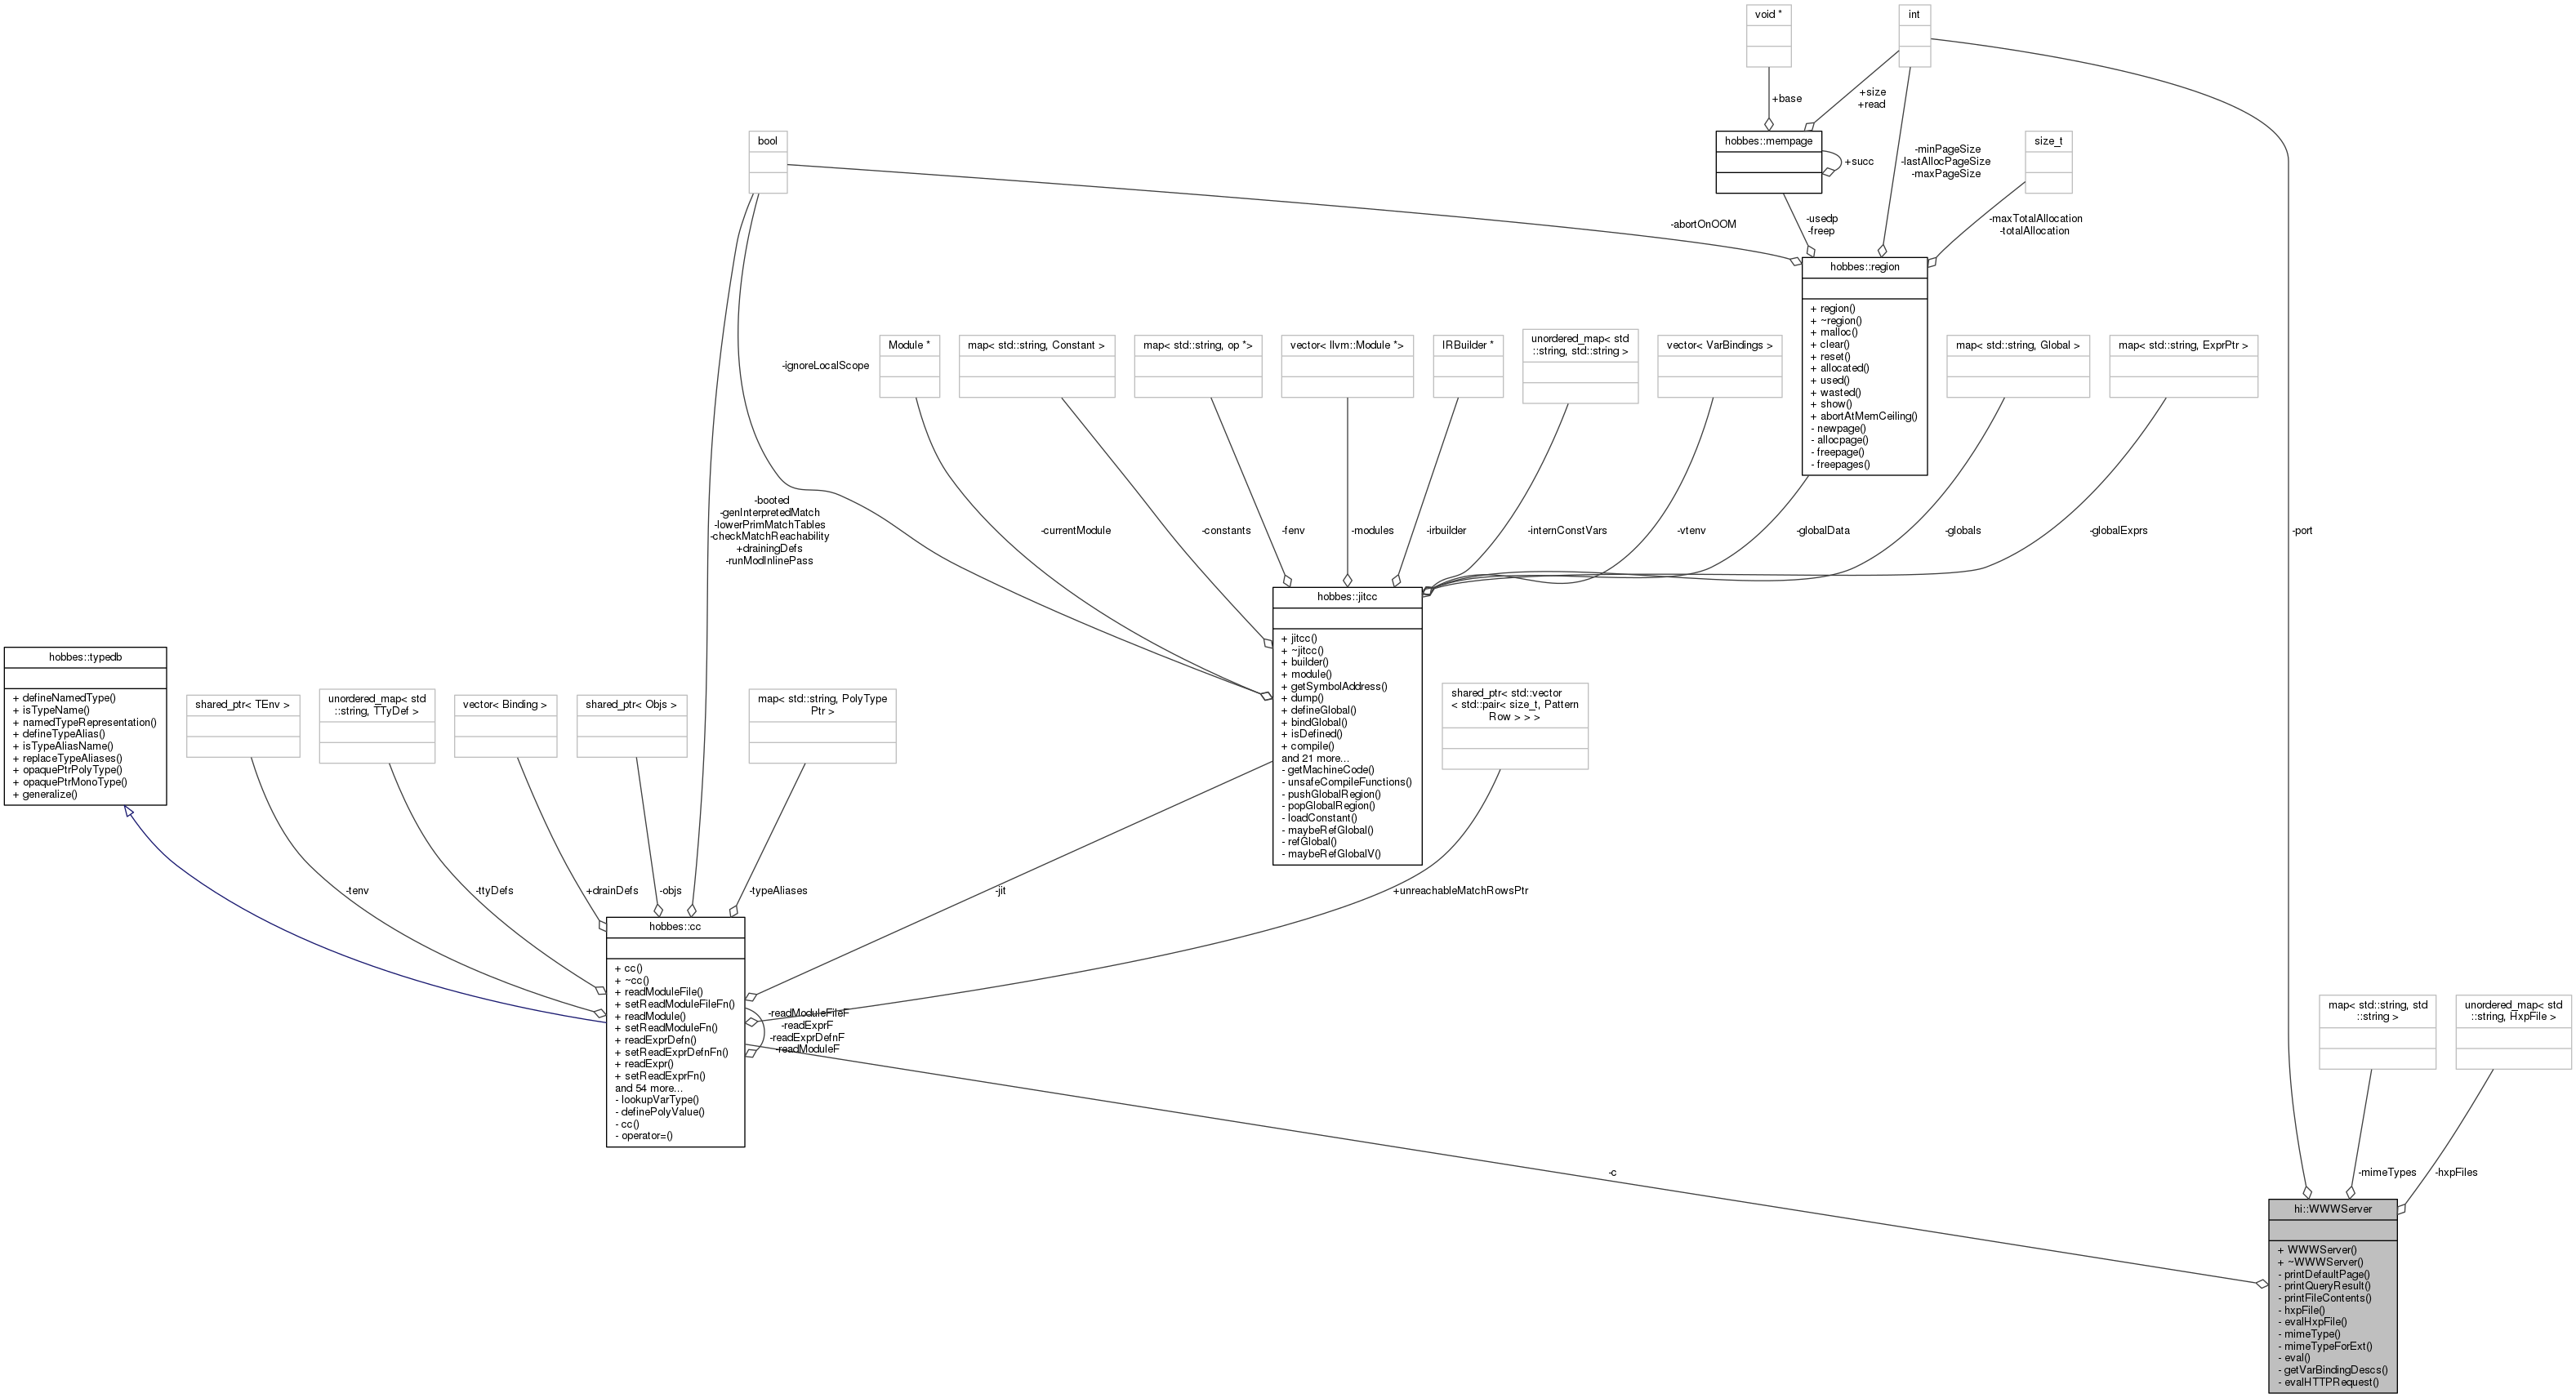 void *
int
+base
+size
+read
bool
hobbes::mempage
+succ
size_t
-minPageSize
-lastAllocPageSize
-maxPageSize
-usedp
-freep
-maxTotalAllocation
-totalAllocation
-abortOnOOM
hobbes::region
+ region()
+ ~region()
+ malloc()
+ clear()
+ reset()
+ allocated()
+ used()
+ wasted()
+ show()
+ abortAtMemCeiling()
- newpage()
- allocpage()
- freepage()
- freepages()
-ignoreLocalScope
Module *
map< std::string, Constant >
map< std::string, op *>
vector< llvm::Module *>
IRBuilder *
unordered_map< std
::string, std::string >
vector< VarBindings >
map< std::string, Global >
map< std::string, ExprPtr >
-booted
-genInterpretedMatch
-lowerPrimMatchTables
-checkMatchReachability
+drainingDefs
-runModInlinePass
-currentModule
-constants
-fenv
-modules
-irbuilder
-internConstVars
-vtenv
-globalData
-globals
-globalExprs
-port
hobbes::jitcc
+ jitcc()
+ ~jitcc()
+ builder()
+ module()
+ getSymbolAddress()
+ dump()
+ defineGlobal()
+ bindGlobal()
+ isDefined()
+ compile()
and 21 more...
- getMachineCode()
- unsafeCompileFunctions()
- pushGlobalRegion()
- popGlobalRegion()
- loadConstant()
- maybeRefGlobal()
- refGlobal()
- maybeRefGlobalV()
hobbes::typedb
+ defineNamedType()
+ isTypeName()
+ namedTypeRepresentation()
+ defineTypeAlias()
+ isTypeAliasName()
+ replaceTypeAliases()
+ opaquePtrPolyType()
+ opaquePtrMonoType()
+ generalize()
shared_ptr< TEnv >
unordered_map< std
::string, TTyDef >
vector< Binding >
shared_ptr< Objs >
map< std::string, PolyType
Ptr >
shared_ptr< std::vector
< std::pair< size_t, Pattern
Row > > >
-tenv
-ttyDefs
+drainDefs
-objs
-typeAliases
-jit
+unreachableMatchRowsPtr
hobbes::cc
+ cc()
+ ~cc()
+ readModuleFile()
+ setReadModuleFileFn()
+ readModule()
+ setReadModuleFn()
+ readExprDefn()
+ setReadExprDefnFn()
+ readExpr()
+ setReadExprFn()
and 54 more...
- lookupVarType()
- definePolyValue()
- cc()
- operator=()
-readModuleFileF
-readExprF
-readExprDefnF
-readModuleF
map< std::string, std
::string >
unordered_map< std
::string, HxpFile >
-c
-mimeTypes
-hxpFiles
hi::WWWServer
+ WWWServer()
+ ~WWWServer()
- printDefaultPage()
- printQueryResult()
- printFileContents()
- hxpFile()
- evalHxpFile()
- mimeType()
- mimeTypeForExt()
- eval()
- getVarBindingDescs()
- evalHTTPRequest()